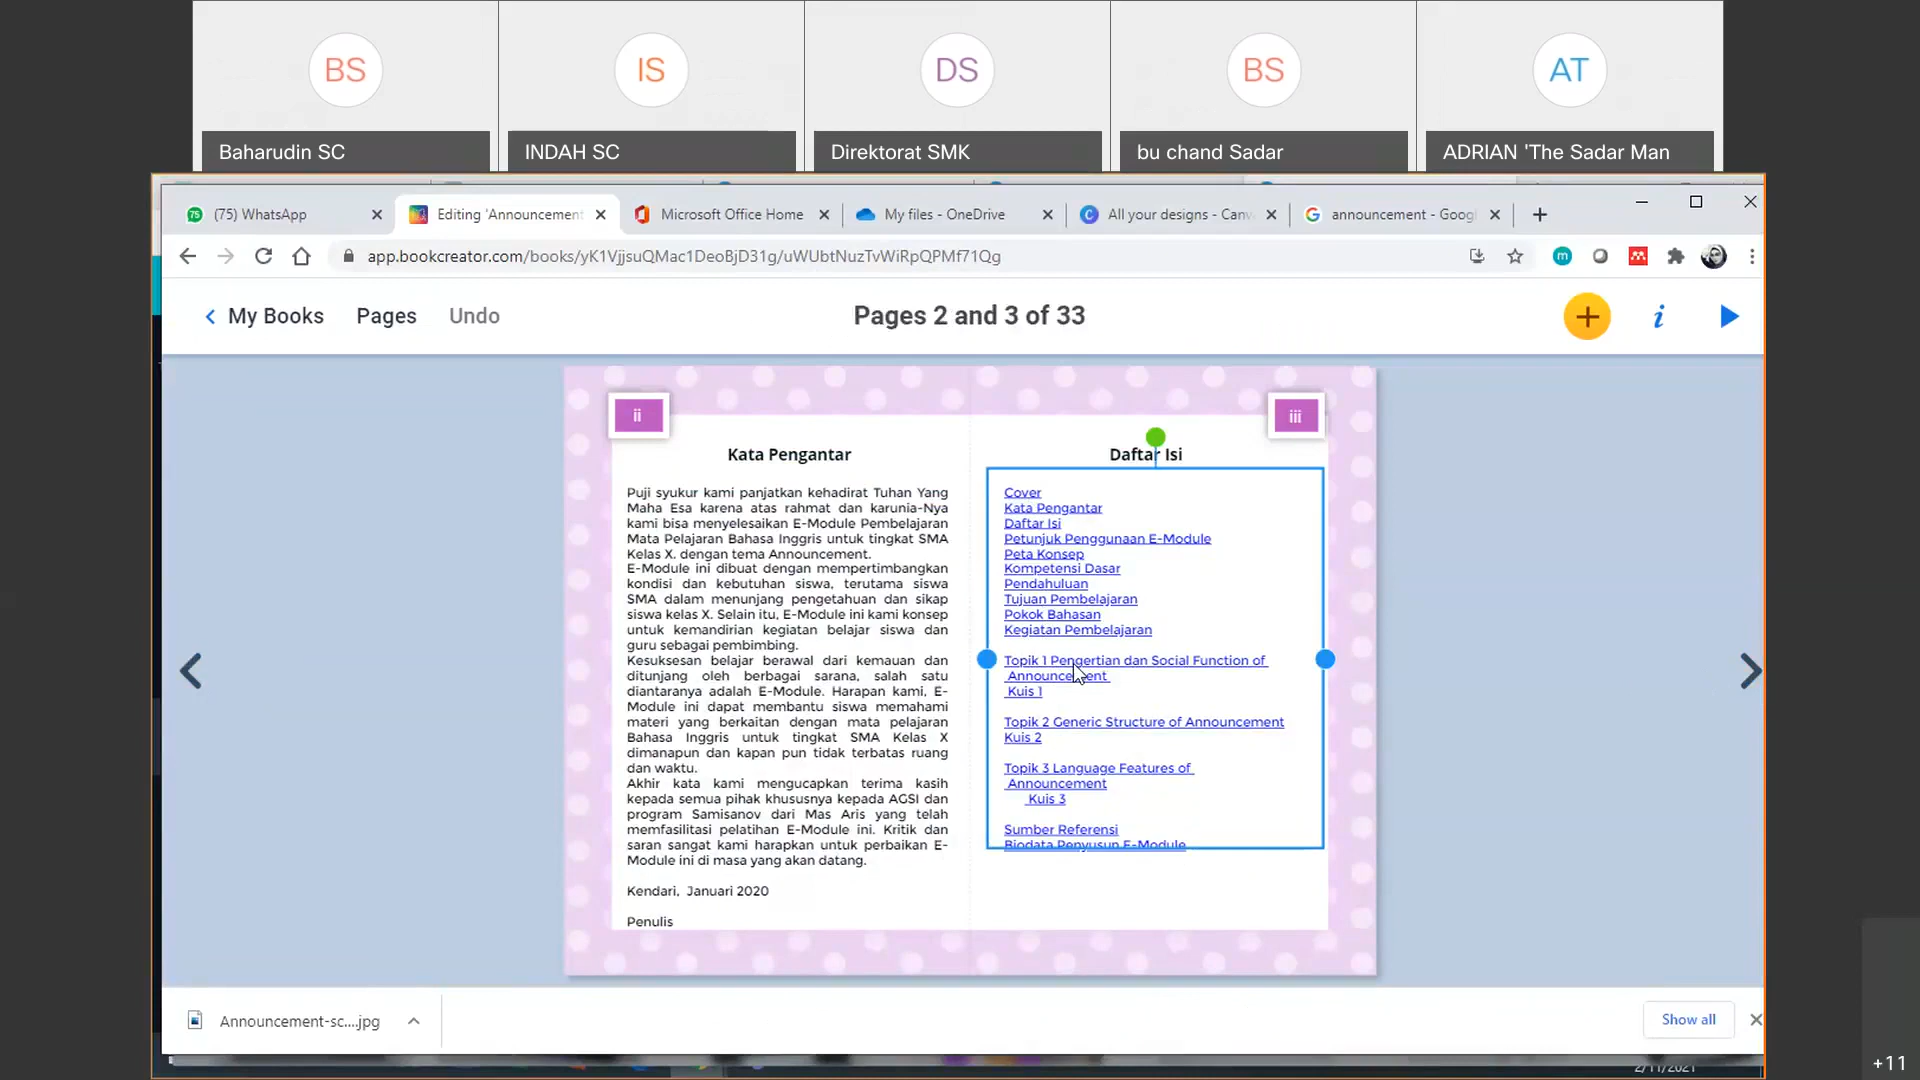 BS
IS
DS
BS
AT
Baharudin SC
INDAH SC
Direktorat SMK
bu chand Sadar
ADRIAN 'The Sadar Man
75
(75) WhatsApp
Editing 'Announcement
Microsoft Office Home
My files - OneDrive
All your designs - Canv
announcement - Googl
app.bookcreator.com/books/yK1VjjsuQMac1DeoBjD31g/uWUbtNuzTvWiRpQPMf71Qg
My Books
Pages
Undo
Pages 2 and 3 of 33
ii
Kata Pengantar
Puji syukur kami panjatkan kehadirat Tuhan Yang
Maha Esa karena atas rahmat dan karunia-Nya
kami bisa menyelesaikan E-Module Pembelajaran
Mata Pelajaran Bahasa Inggris untuk tingkat SMA
Kelas X. dengan tema Announcement.
E-Module ini dibuat dengan mempertimbangkan
kondisi dan kebutuhan siswa, terutama siswa
SMA dalam menunjang pengetahuan dan sikap
siswa kelas X. Selain itu, E-Module ini kami konsep
untuk kemandirian kegiatan belajar siswa dan
guru sebagai pembimbing.
Kesuksesan belajar berawal dari kemauan dan
ditunjang oleh berbagai sarana, salah satu
diantaranya adalah E-Module. Harapan kami, E-
Module ini dapat membantu siswa memahami
materi yang berkaitan dengan mata pelajaran
Bahasa Inggris untuk tingkat SMA Kelas X
dimanapun dan kapan pun tidak terbatas ruang
dan waktu.
Akhir kata kami mengucapkan terima kasih
kepada semua pihak khususnya kepada AGSI dan
program Samisanov dari Mas Aris yang telah
memfasilitasi pelatihan E-Module ini. Kritik dan
saran sangat kami harapkan untuk perbaikan E-
Module ini di masa yang akan datang.
Kendari, Januari 2020
Penulis
iii
Daftar Isi
Cover
Kata Pengantar
Daftar Isi
Petunjuk Penggunaan E-Module
Peta Konsep
Kompetensi Dasar
Pendahuluan
Tujuan Pembelajaran
Pokok Bahasan
Kegiatan Pembelajaran
Topik 1 Pengertian dan Social Function of
Announcement
Kuis 1
Topik 2 Generic Structure of Announcement
Kuis 2
Topik 3 Language Features of
Announcement
Kuis 3
Sumber Referensi
Biodata Penyusun E-Module
Announcement-sc....jpg
Show all
2/11/2021
+11